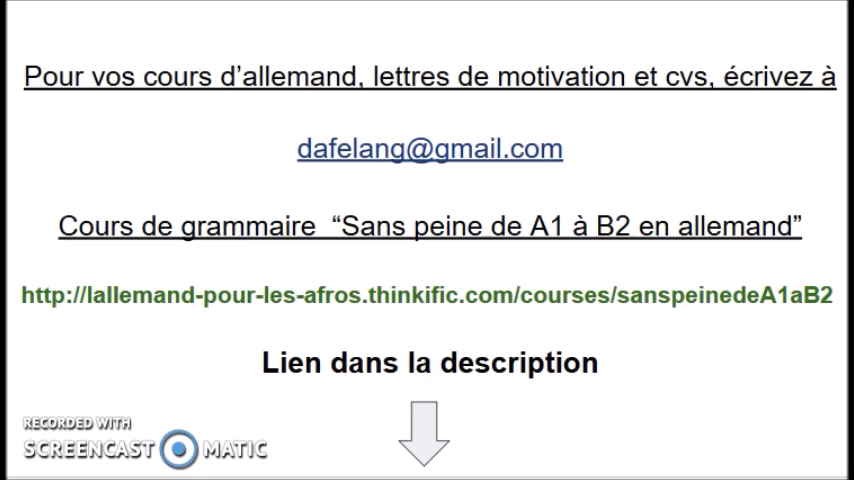 Pour vos cours d’allemand, lettres de motivation et cvs, écrivez à
dafelang@gmail.com
Cours de grammaire “Sans peine de A1 à B2 en allemand”
http://lallemand-pour-les-afros.thinkific.com/courses/sanspeinedeA1aB2
Lien dans la description
RECORDED WITH
SCREENCAST MATIC